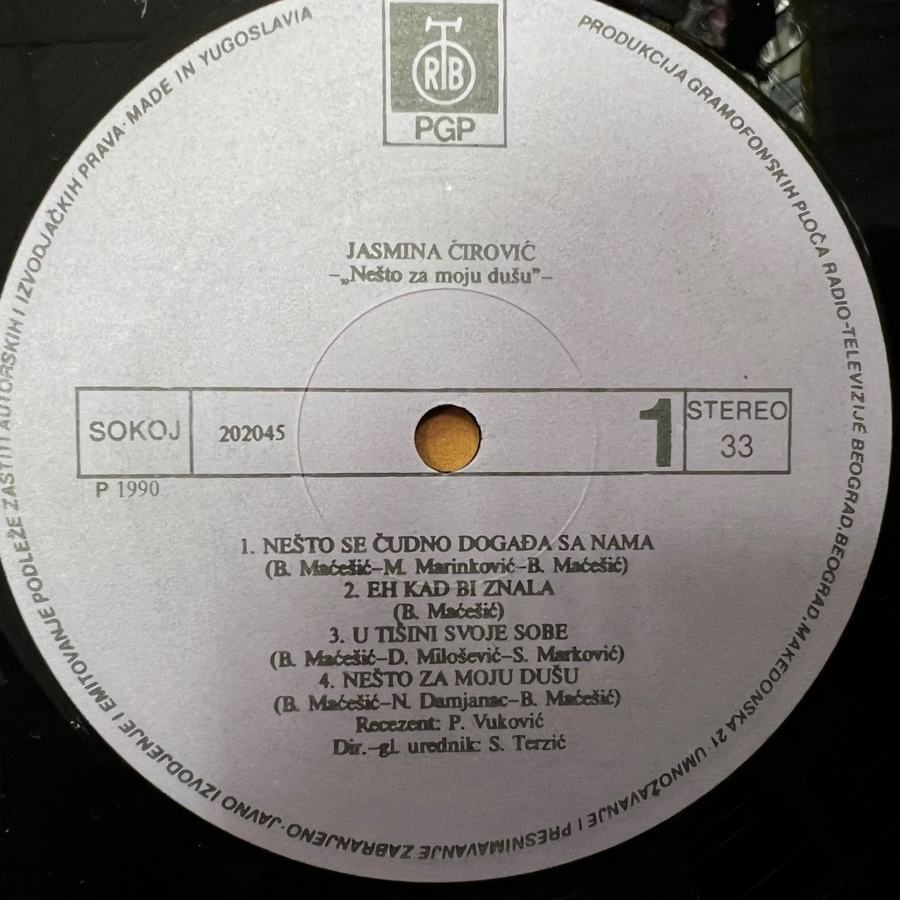 PRODUKCIJA GRAMOFONSKIH PLOČA RADIO-TELEVIZIJE BEOGRAD, BEOGRAD, MAKEDONSKA 21 · UMNOŽAVANJE I PRESNIMAVANJE ZABRANJENO · JAVNO IZVODJENJE I EMITOVANJE PODLEŽE ZAŠTITI AUTORSKIH I IZVODJAČKIH PRAVA · MADE IN YUGOSLAVIA
RTB
PGP
JASMINA ĆIROVIĆ
–„Nešto za moju dušu”–
SOKOJ 202045 1 STEREO 33
P 1990
1. NEŠTO SE ČUDNO DOGAĐA SA NAMA
(B. Maćešić–M. Marinković–B. Maćešić)
2. EH KAD BI ZNALA
(B. Maćešić)
3. U TIŠINI SVOJE SOBE
(B. Maćešić–D. Milošević–S. Marković)
4. NEŠTO ZA MOJU DUŠU
(B. Maćešić–N. Damjanac–B. Maćešić)
Recezent: P. Vuković
Dir.–gl. urednik: S. Terzić